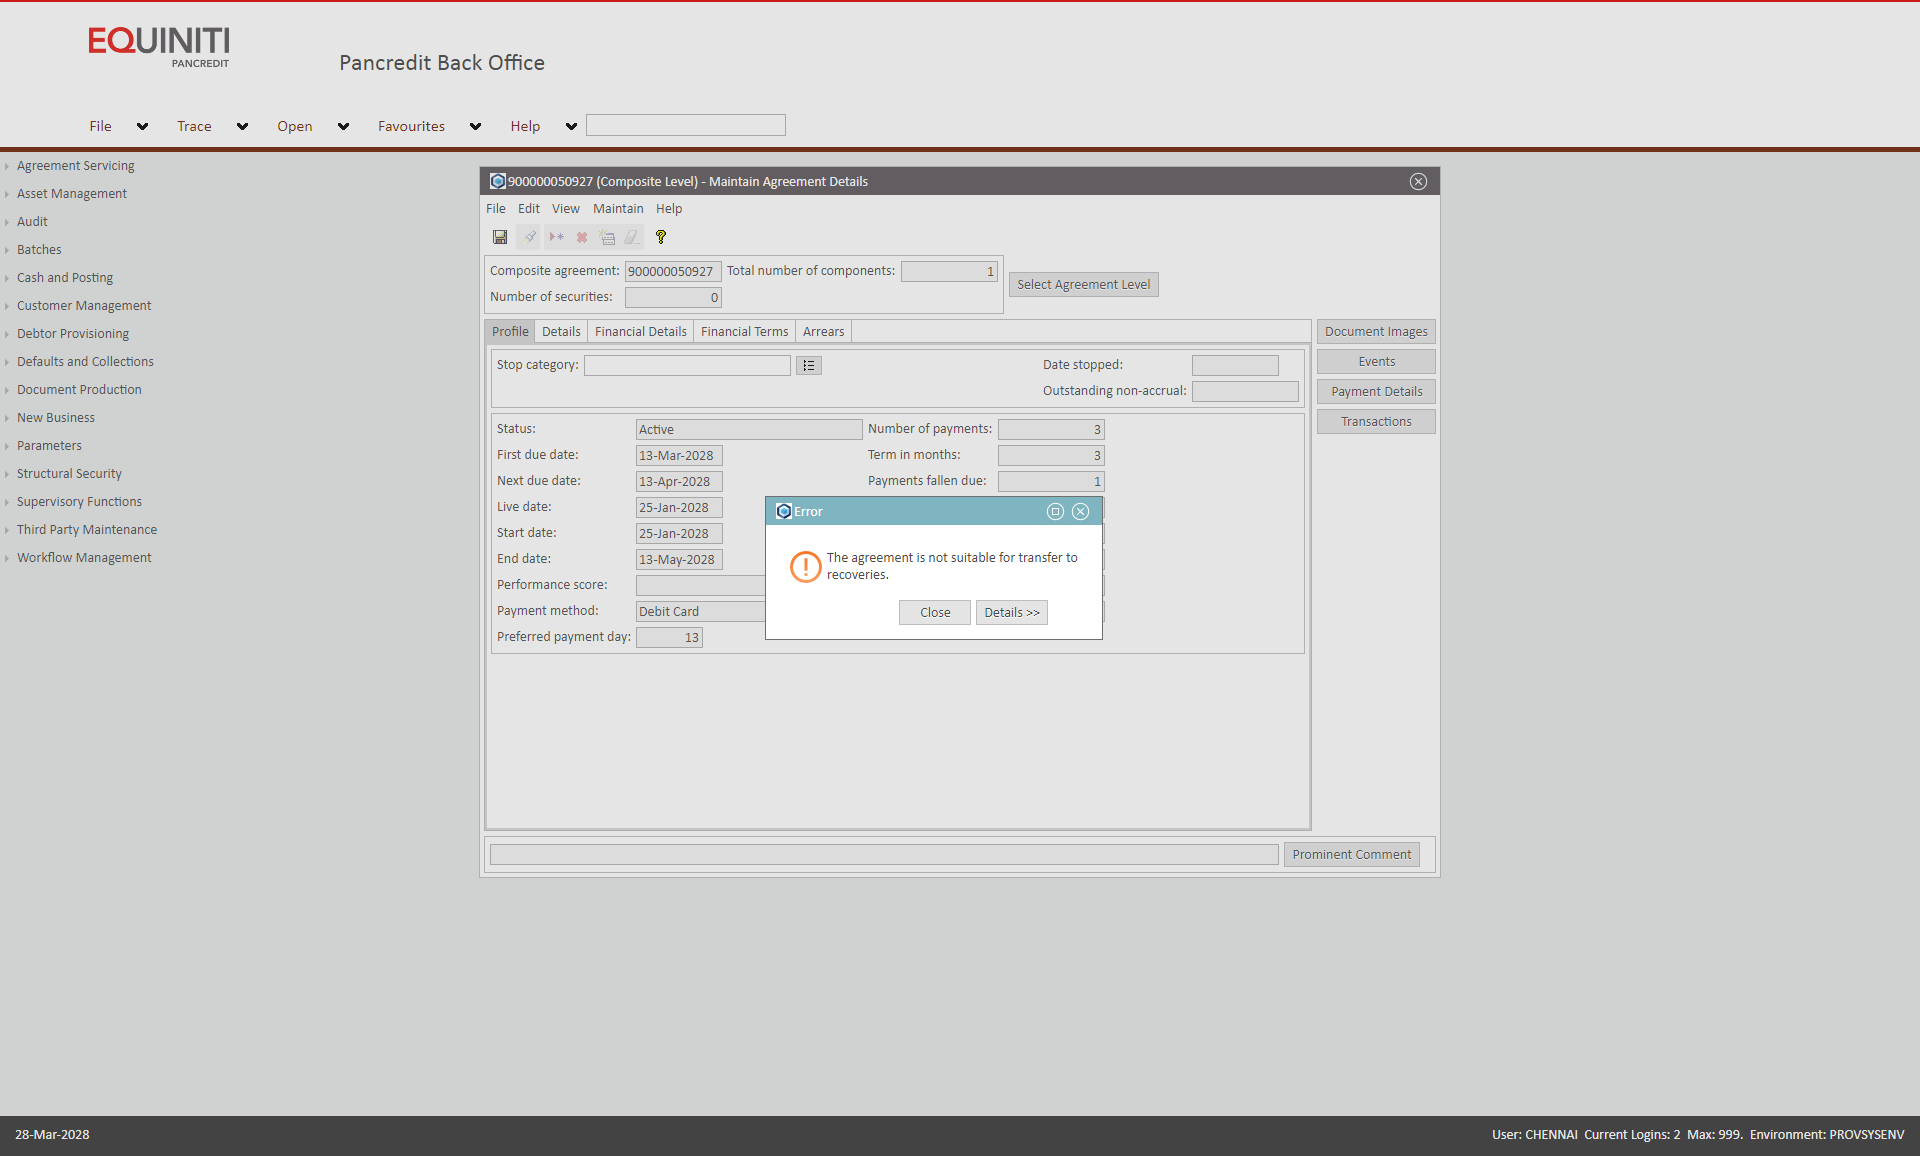 EQUINITI
PANCREDIT
Pancredit Back Office
File Trace Open Favourites Help
Agreement Servicing
Asset Management
Audit
Batches
Cash and Posting
Customer Management
Debtor Provisioning
Defaults and Collections
Document Production
New Business
Parameters
Structural Security
Supervisory Functions
Third Party Maintenance
Workflow Management
900000050927 (Composite Level) - Maintain Agreement Details
File Edit View Maintain Help
Composite agreement: 900000050927 Total number of components: 1
Number of securities: 0
Select Agreement Level
Profile Details Financial Details Financial Terms Arrears
Document Images
Events
Payment Details
Transactions
Stop category: Date stopped:
Outstanding non-accrual:
Status: Active Number of payments: 3
First due date: 13-Mar-2028 Term in months: 3
Next due date: 13-Apr-2028 Payments fallen due: 1
Live date: 25-Jan-2028
Start date: 25-Jan-2028
End date: 13-May-2028
Performance score:
Payment method: Debit Card
Preferred payment day: 13
Error
The agreement is not suitable for transfer to
recoveries.
Close Details >>
Prominent Comment
28-Mar-2028
User: CHENNAI Current Logins: 2 Max: 999. Environment: PROVSYSENV